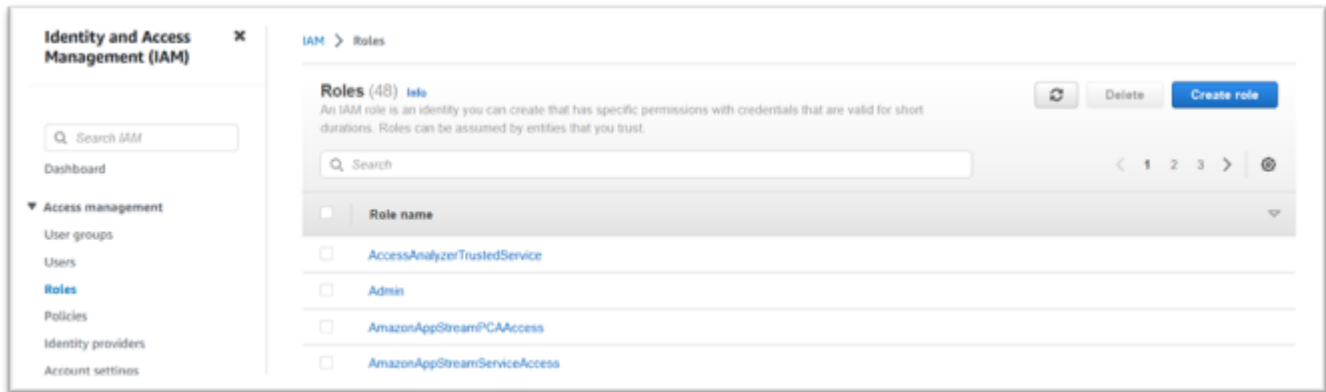 Identity and Access
Management (IAM)
Search IAM
Dashboard
Access management
User groups
Users
Roles
Policies
Identity providers
Account settings
IAM > Roles
Roles (48) Info
An IAM role is an identity you can create that has specific permissions with credentials that are valid for short
durations. Roles can be assumed by entities that you trust.
Delete
Create role
Search
1 2 3
Role name
AccessAnalyzerTrustedService
Admin
AmazonAppStreamPCAAccess
AmazonAppStreamServiceAccess